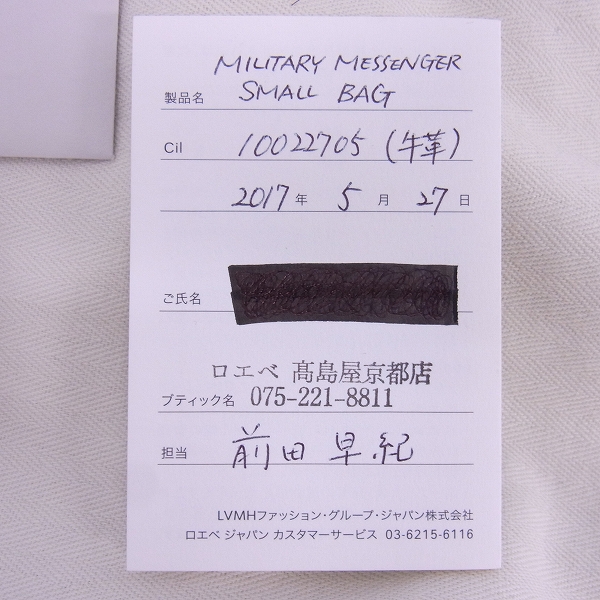 MILITARY MESSENGER
製品名 SMALL BAG
Cil 10022705 (牛革)
2017 年 5 月 27 日
ご氏名
ロエベ 髙島屋京都店
ブティック名 075-221-8811
担当 前田 早紀
LVMHファッション・グループ・ジャパン株式会社
ロエベ ジャパン カスタマーサービス 03-6215-6116